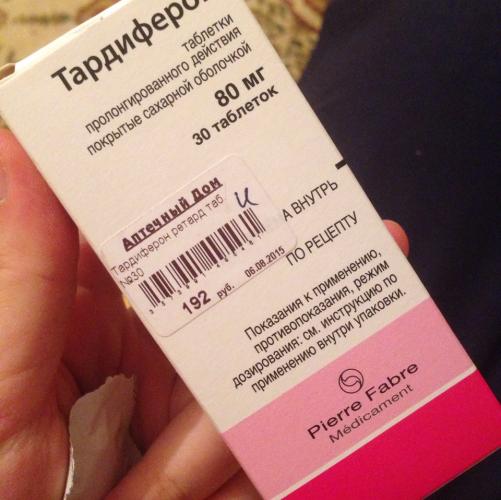 Тардиферо
таблетки
пролонгированного действия
покрытые сахарной оболочкой
80 мг
30 таблеток
Аптечный Дом
Тардиферон ретард таб.
№30
и
192 руб. 06.08.2015
А ВНУТРЬ
ПО РЕЦЕПТУ
Показания к применению,
противопоказания, режим
дозирования: см. инструкцию по
применению внутри упаковки.
Pierre Fabre
Médicament